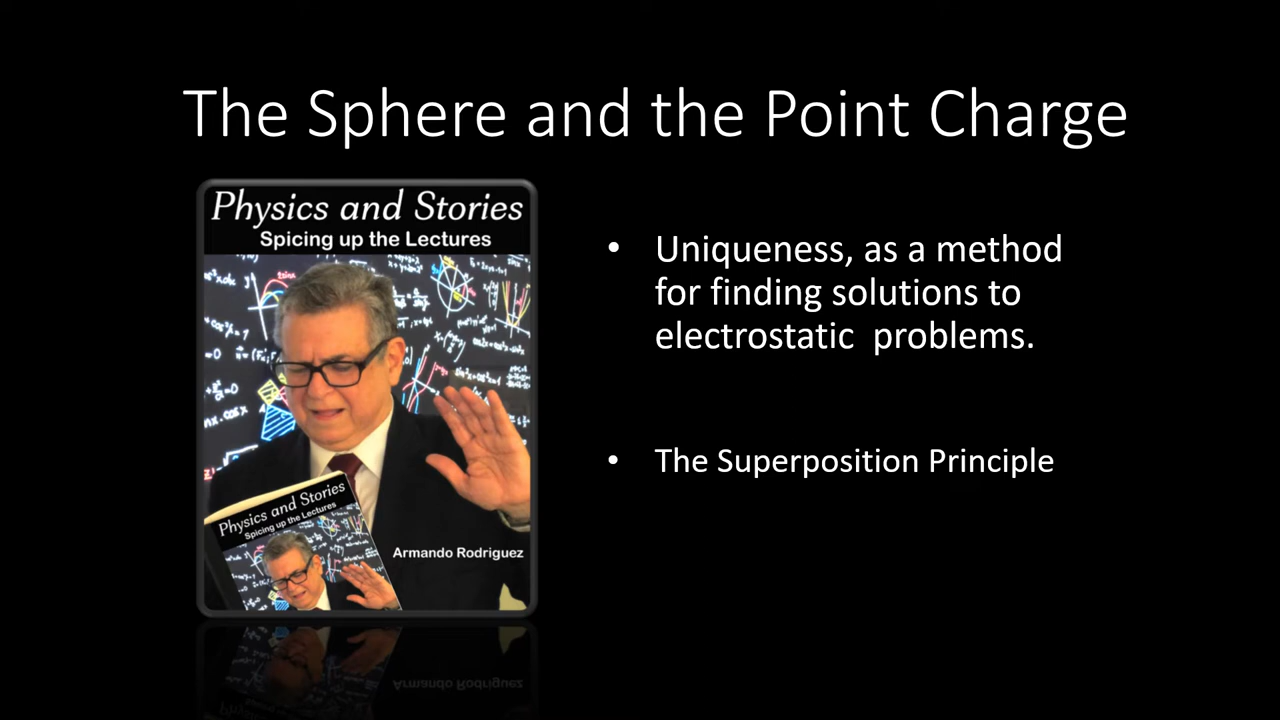 The Sphere and the Point Charge
Physics and Stories
Spicing up the Lectures
Physics and Stories
Spicing up the Lectures
Armando Rodriguez
• Uniqueness, as a method
for finding solutions to
electrostatic  problems.
• The Superposition Principle